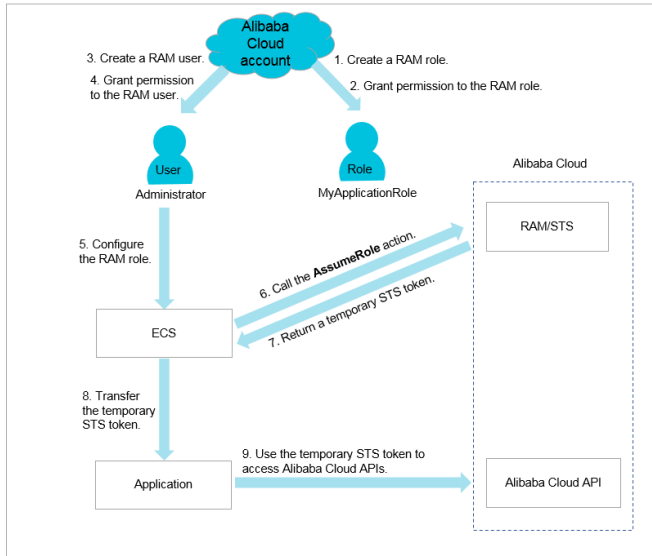 Alibaba
Cloud
account
3. Create a RAM user.
4. Grant permission
to the RAM user.
1. Create a RAM role.
2. Grant permission to the RAM role.
User
Administrator
Role
MyApplicationRole
Alibaba Cloud
RAM/STS
5. Configure
the RAM role.
6. Call the AssumeRole action.
7. Return a temporary STS token.
ECS
8. Transfer
the temporary
STS token.
9. Use the temporary STS token to
access Alibaba Cloud APIs.
Application
Alibaba Cloud API